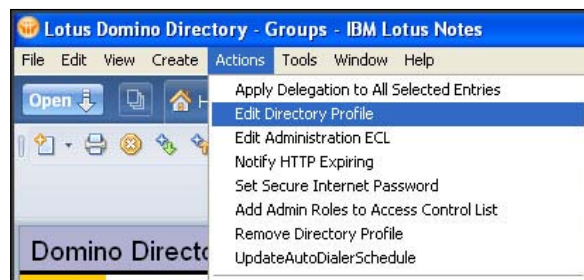 Lotus Domino Directory - Groups - IBM Lotus Notes
File Edit View Create Actions Tools Window Help
Apply Delegation to All Selected Entries
Open
Edit Directory Profile
Edit Administration ECL
Notify HTTP Expiring
Set Secure Internet Password
Add Admin Roles to Access Control List
Remove Directory Profile
UpdateAutoDialerSchedule
Domino Directo